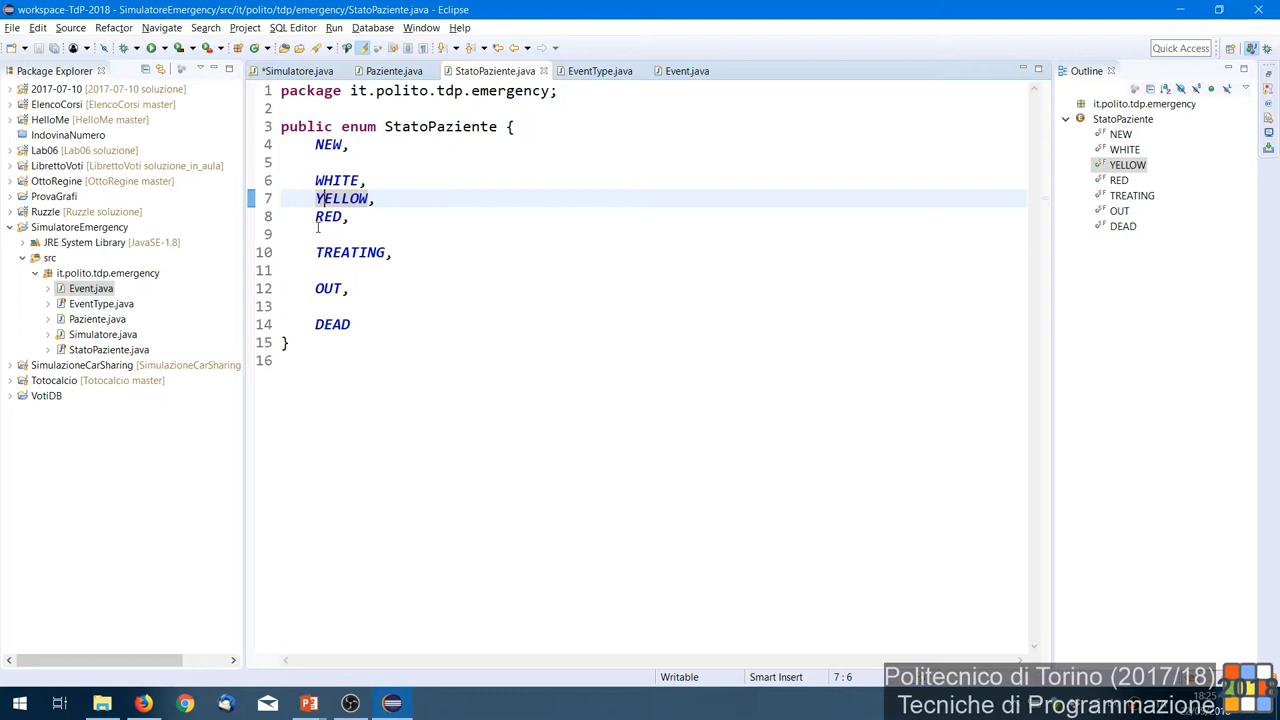 workspace-TdP-2018 - SimulatoreEmergency/src/it/polito/tdp/emergency/StatoPaziente.java - Eclipse
File Edit Source Refactor Navigate Search Project SQL Editor Run Database Window Help
Quick Access
Package Explorer
*Simulatore.java Paziente.java StatoPaziente.java EventType.java Event.java
Outline
2017-07-10 [2017-07-10 soluzione]
ElencoCorsi [ElencoCorsi master]
HelloMe [HelloMe master]
IndovinaNumero
Lab06 [Lab06 soluzione]
LibrettoVoti [LibrettoVoti soluzione_in_aula]
OttoRegine [OttoRegine master]
ProvaGrafi
Ruzzle [Ruzzle soluzione]
SimulatoreEmergency
JRE System Library [JavaSE-1.8]
src
it.polito.tdp.emergency
Event.java
EventType.java
Paziente.java
Simulatore.java
StatoPaziente.java
SimulazioneCarSharing [SimulazioneCarSharing
Totocalcio [Totocalcio master]
VotiDB
1 package it.polito.tdp.emergency;
2
3 public enum StatoPaziente {
4 NEW,
5
6 WHITE,
7 YELLOW,
8 RED,
9
10 TREATING,
11
12 OUT,
13
14 DEAD
15 }
16
it.polito.tdp.emergency
StatoPaziente
NEW
WHITE
YELLOW
RED
TREATING
OUT
DEAD
Writable Smart Insert 7 : 6
Politecnico di Torino (2017/18)
Tecniche di Programmazione
2018
18:25